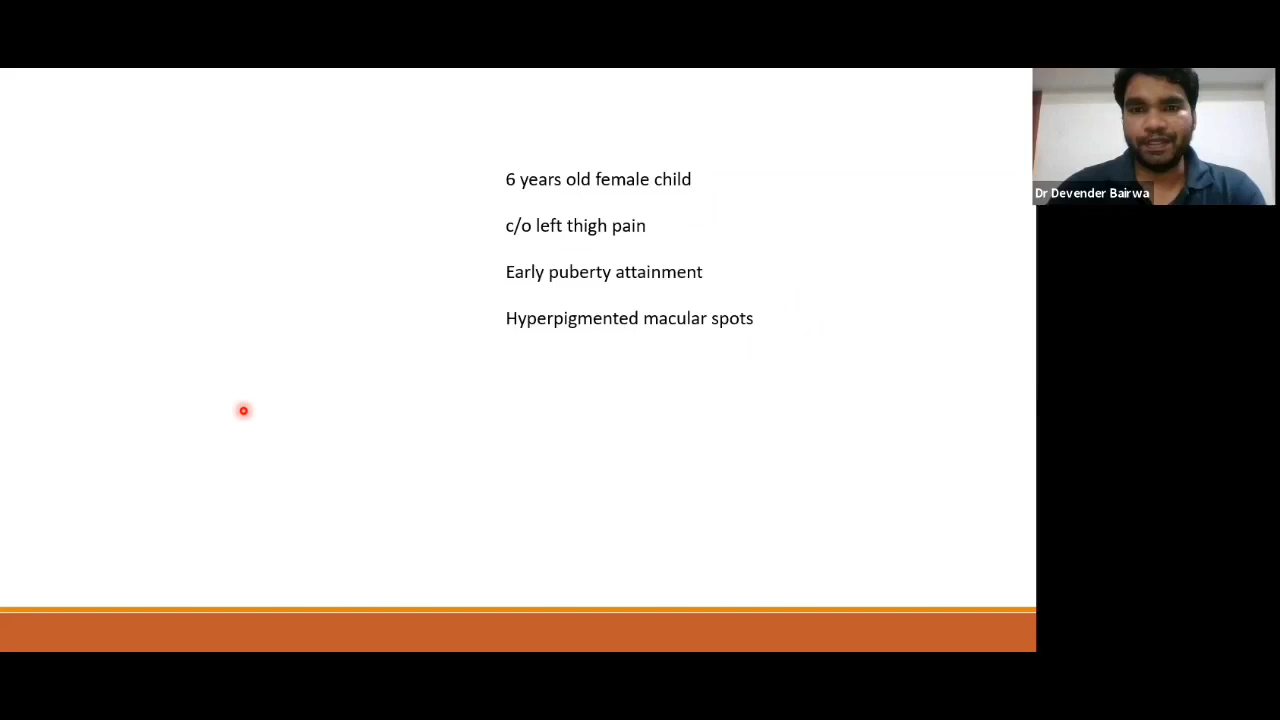 6 years old female child
c/o left thigh pain
Early puberty attainment
Hyperpigmented macular spots
Dr Devender Bairwa